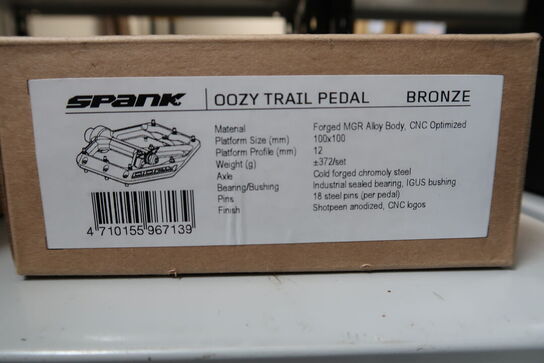 SPANK OOZY TRAIL PEDAL BRONZE
Material Forged MGR Alloy Body, CNC Optimized
Platform Size (mm) 100x100
Platform Profile (mm) 12
Weight (g) ±372/set
Axle Cold forged chromoly steel
Bearing/Bushing Industrial sealed bearing, IGUS bushing
Pins 18 steel pins (per pedal)
Finish Shotpeen anodized, CNC logos
4 710155 967139